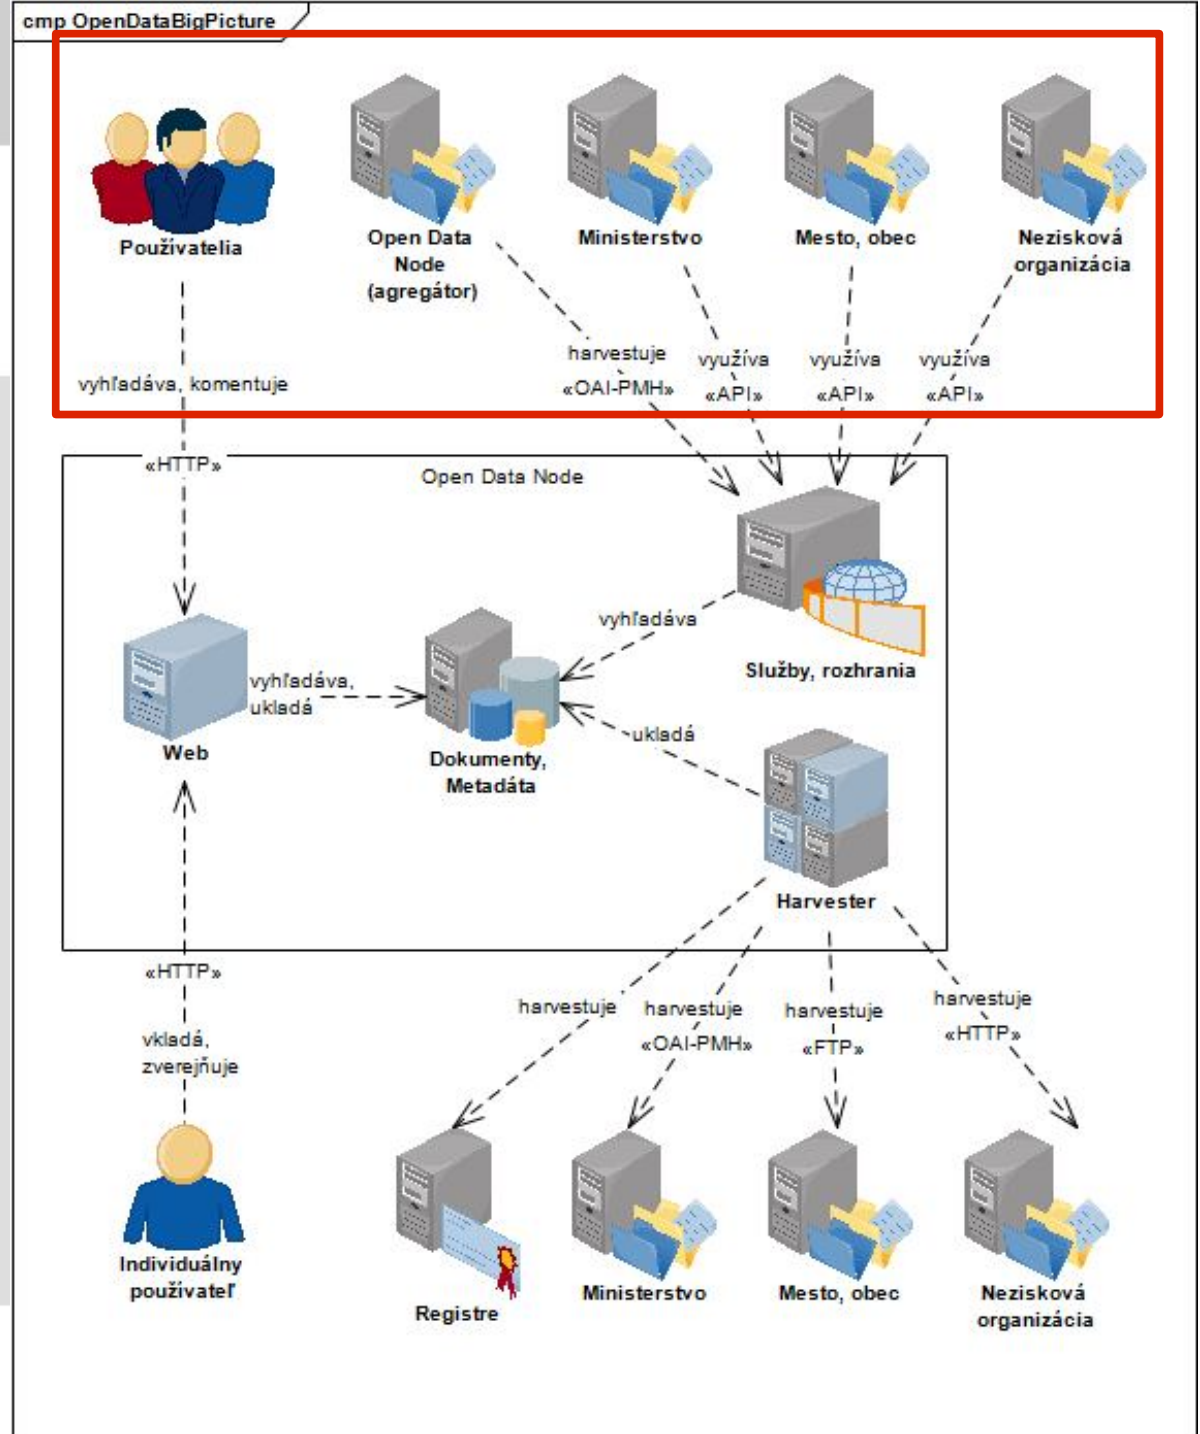 cmp OpenDataBigPicture
Používatelia
Open Data
Node
(agregátor)
Ministerstvo
Mesto, obec
Nezisková
organizácia
vyhľadáva, komentuje
harvestuje
«OAI-PMH»
využíva
«API»
využíva
«API»
využíva
«API»
«HTTP»
Open Data Node
vyhľadáva
Služby, rozhrania
vyhľadáva,
ukladá
Web
Dokumenty,
Metadáta
ukladá
Harvester
«HTTP»
vkladá,
zverejňuje
harvestuje
harvestuje
«OAI-PMH»
harvestuje
«FTP»
harvestuje
«HTTP»
Individuálny
používateľ
Registre
Ministerstvo
Mesto, obec
Nezisková
organizácia